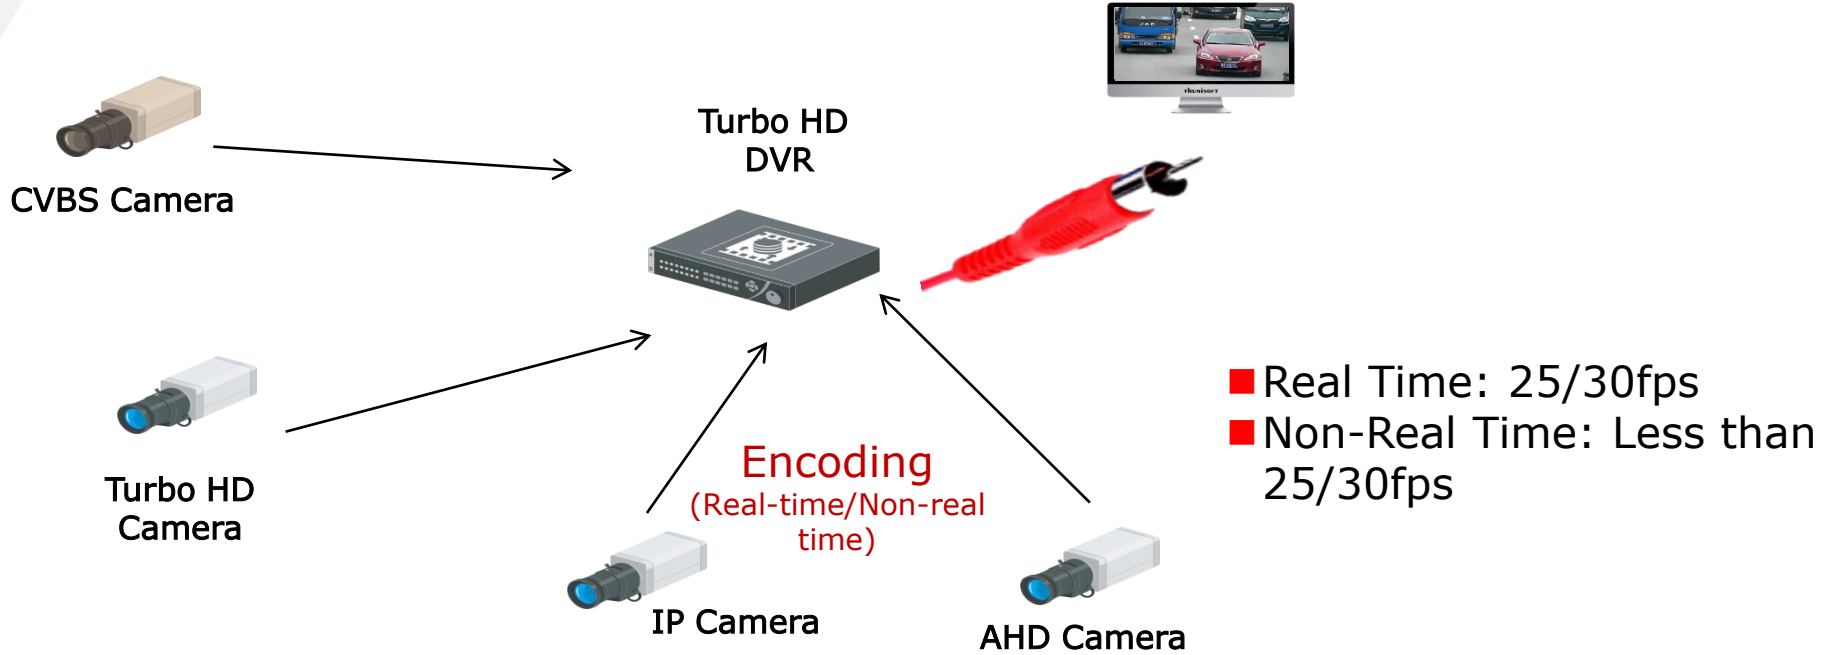 THUNISOFT
Turbo HD
DVR
CVBS Camera
Real Time: 25/30fps
Non-Real Time: Less than
25/30fps
Encoding
(Real-time/Non-real
time)
Turbo HD
Camera
IP Camera
AHD Camera